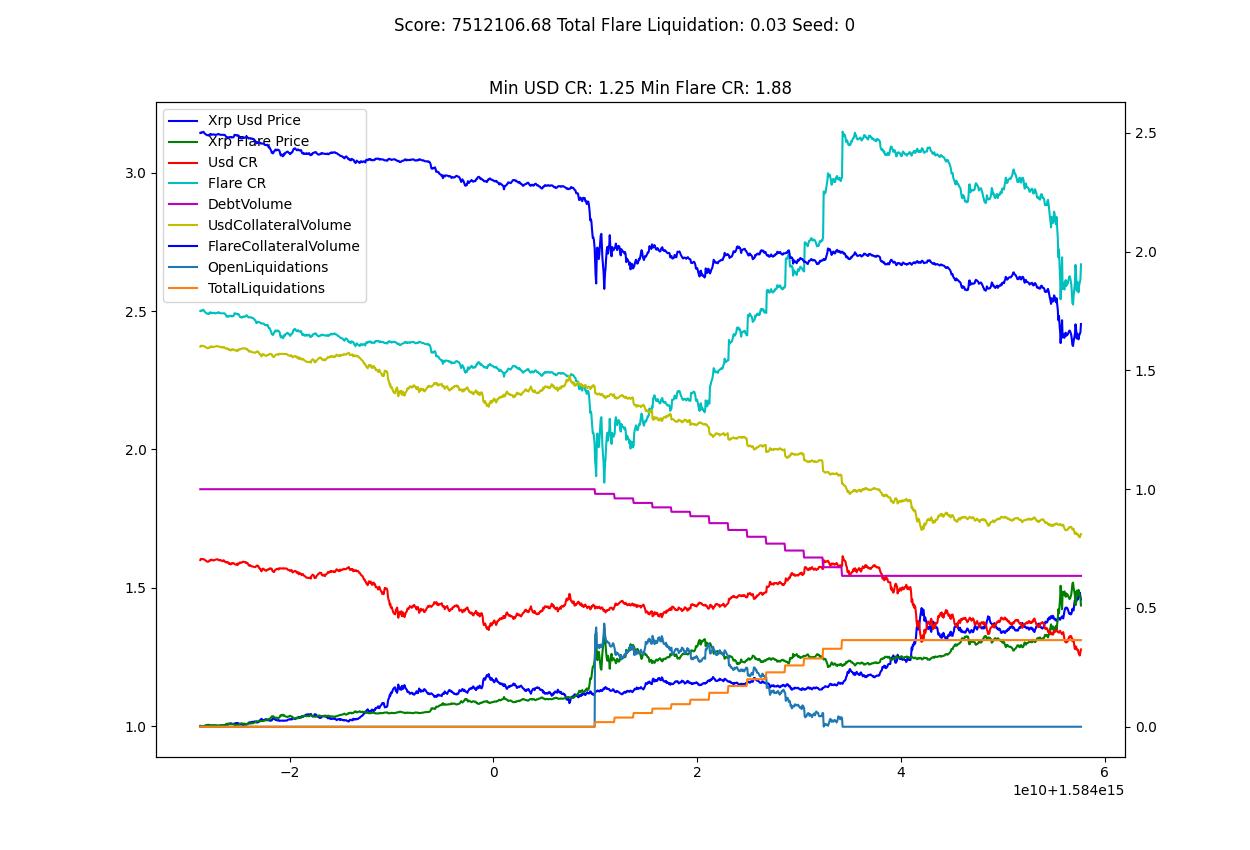 Score: 7512106.68 Total Flare Liquidation: 0.03 Seed: 0
Min USD CR: 1.25 Min Flare CR: 1.88
Xrp Usd Price
Xrp Flare Price
Usd CR
Flare CR
DebtVolume
UsdCollateralVolume
FlareCollateralVolume
OpenLiquidations
TotalLiquidations
3.0
2.5
2.0
1.5
1.0
2.5
2.0
1.5
1.0
0.5
0.0
−2
0
2
4
6
1e10+1.584e15